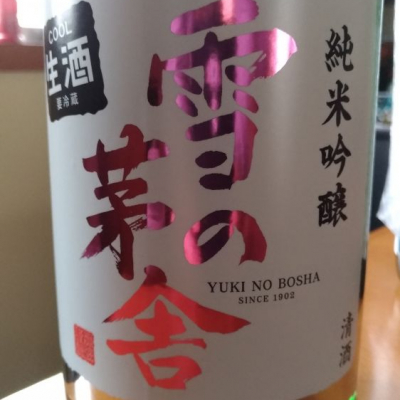 COOL
生酒
要冷蔵
純米吟醸
雪の
茅舎
YUKI NO BOSHA
SINCE 1902
清酒